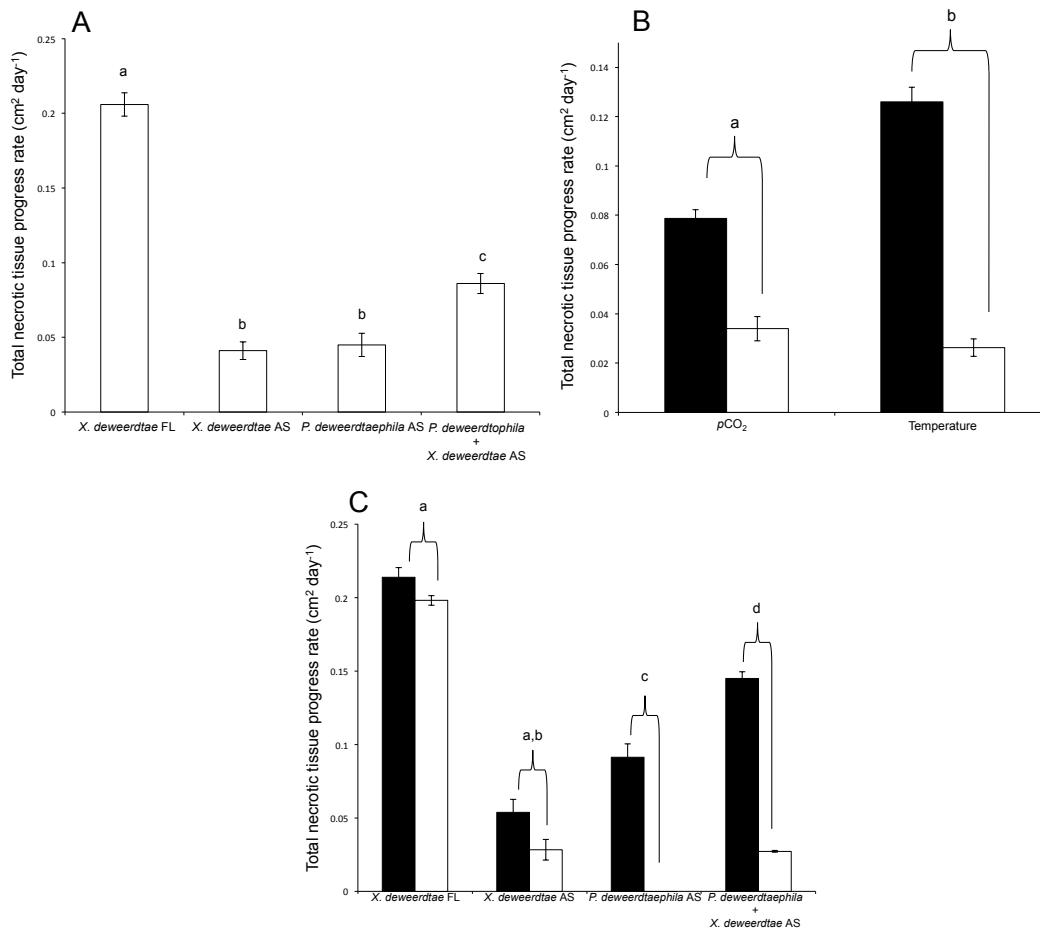 A
Total necrotic tissue progress rate (cm² day⁻¹)
0.25
0.2
0.15
0.1
0.05
0
a
b
b
c
X. deweerdtae FL
X. deweerdtae AS
P. deweerdtaephila AS
P. deweerdtophila
+
X. deweerdtae AS
B
Total necrotic tissue progress rate (cm² day⁻¹)
0.14
0.12
0.1
0.08
0.06
0.04
0.02
0
a
b
pCO₂
Temperature
C
Total necrotic tissue progress rate (cm² day⁻¹)
0.25
0.2
0.15
0.1
0.05
0
a
a,b
c
d
X. deweerdtae FL
X. deweerdtae AS
P. deweerdtaephila AS
P. deweerdtaephila
+
X. deweerdtae AS